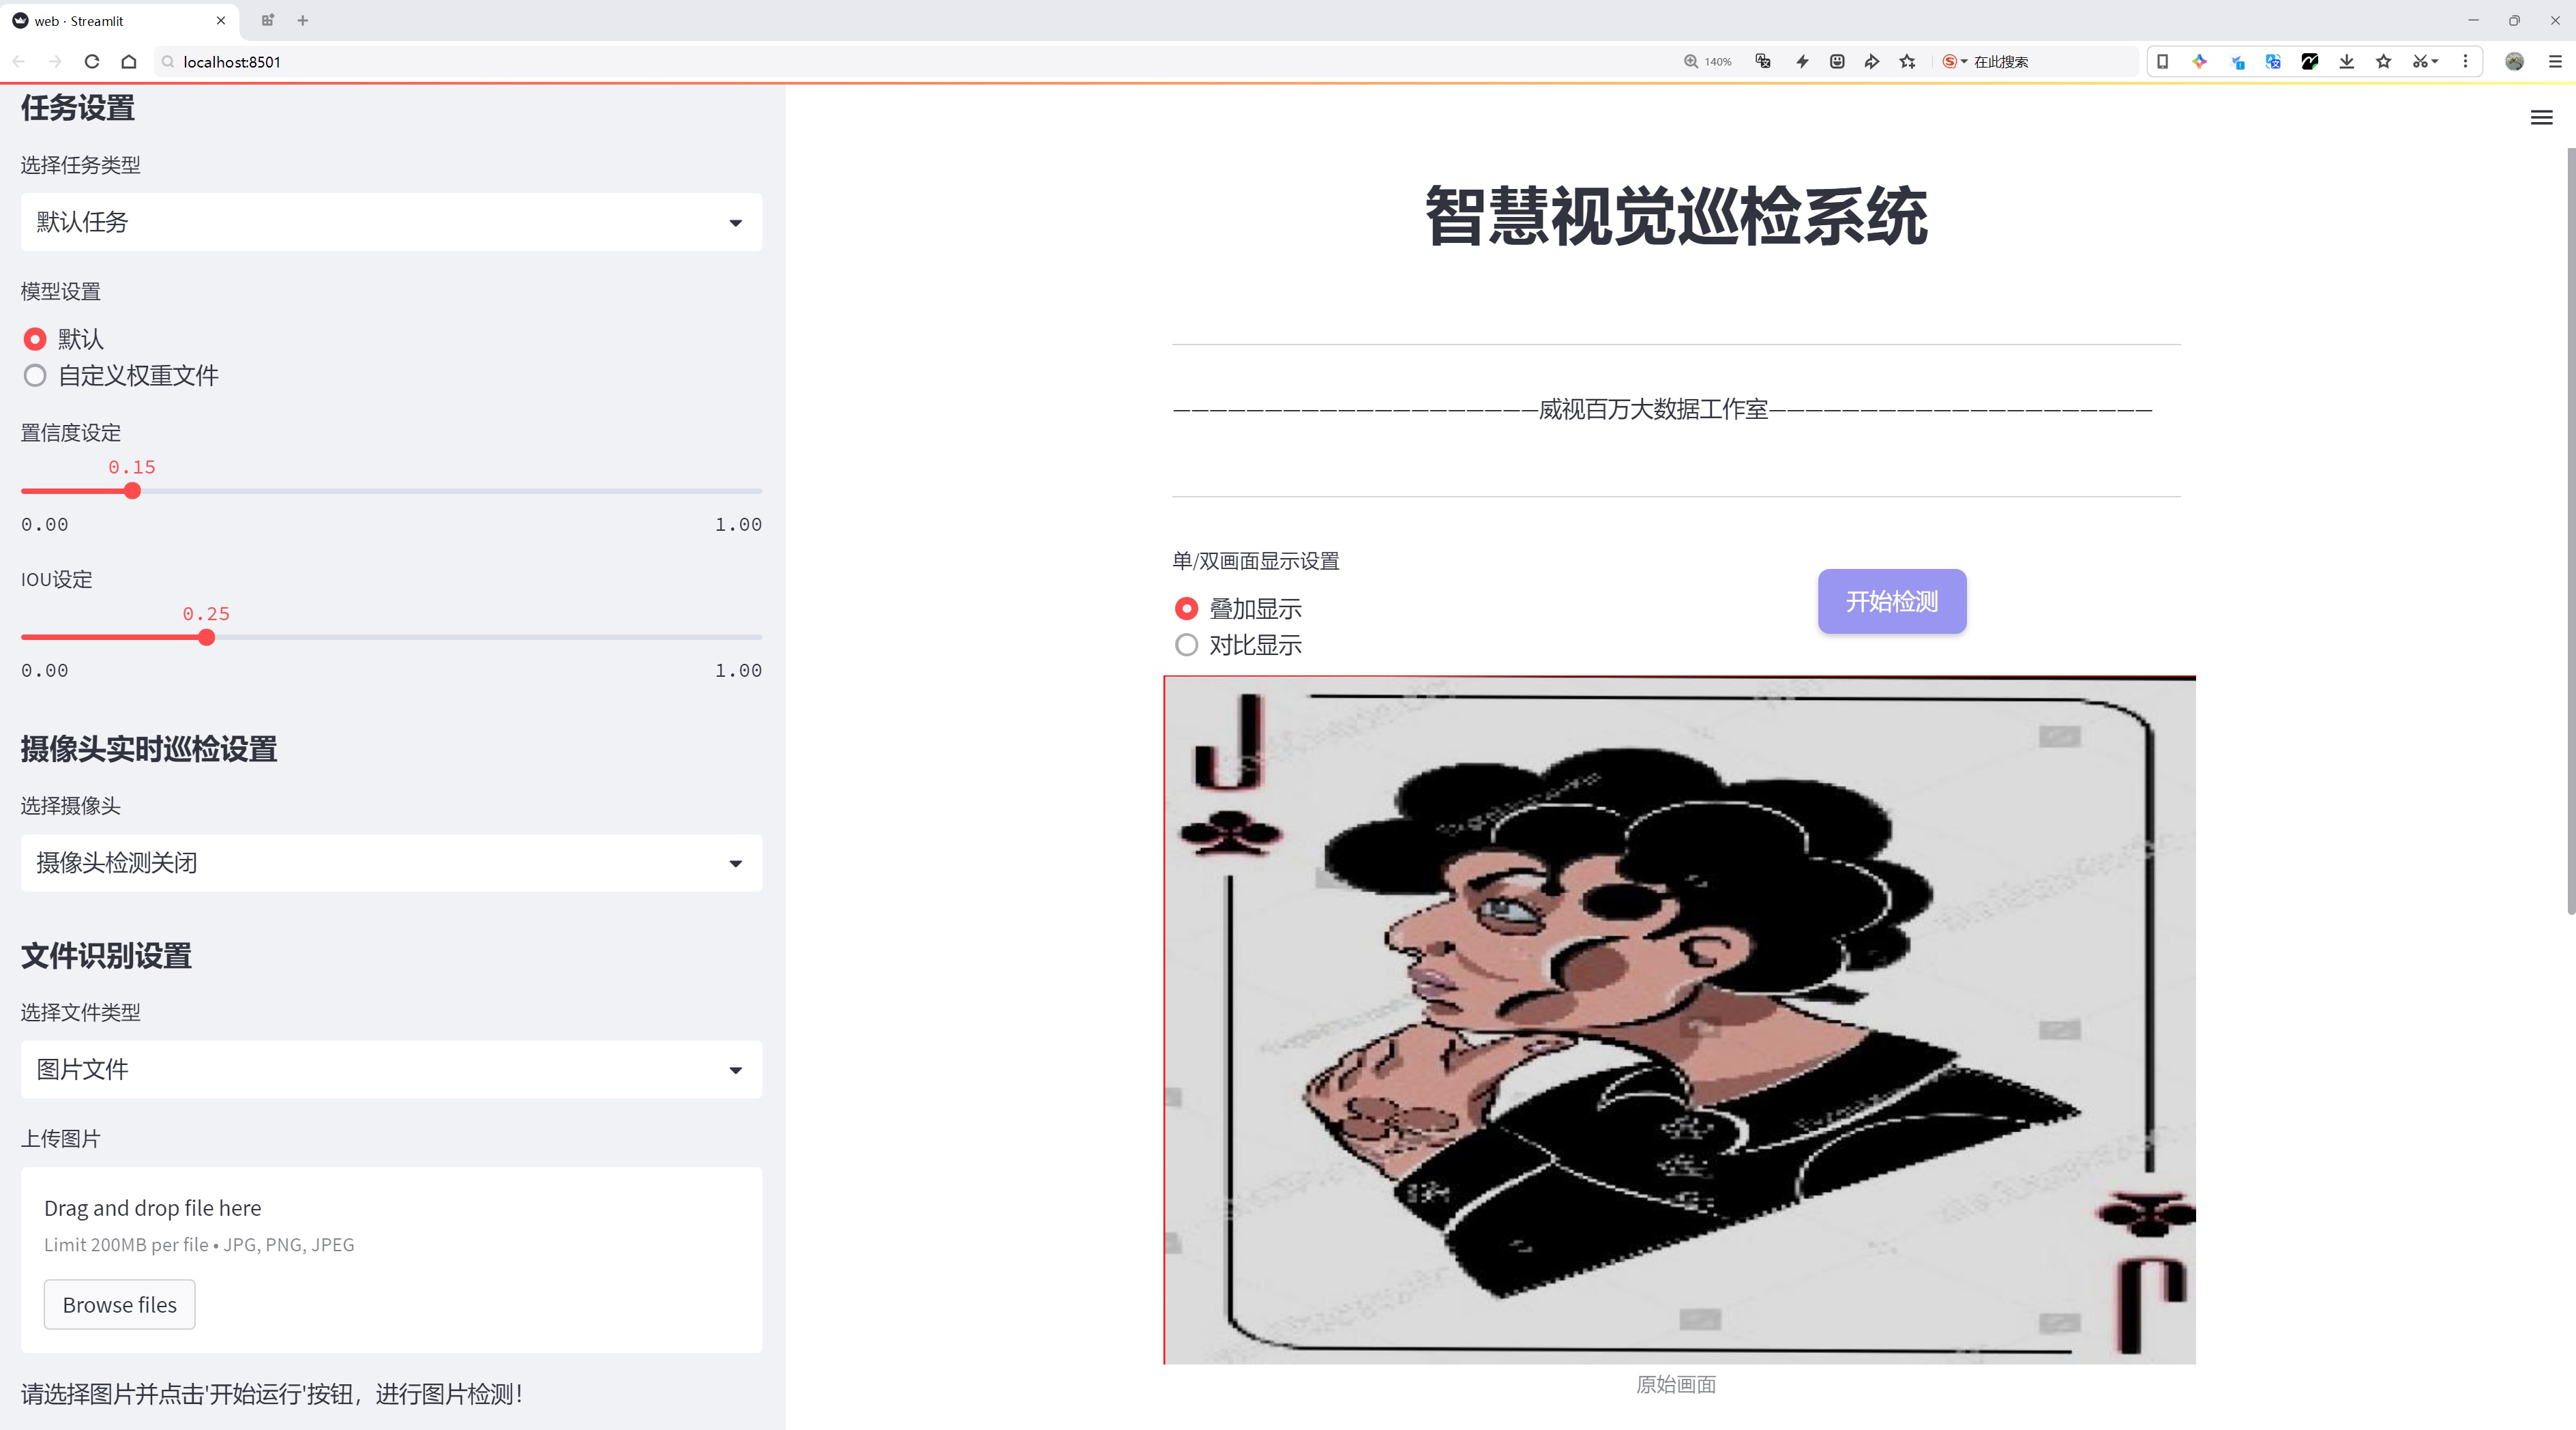 web · Streamlit
localhost:8501
140%
在此搜索
任务设置
选择任务类型
默认任务
模型设置
默认
自定义权重文件
置信度设定
0.15
0.00 1.00
IOU设定
0.25
0.00 1.00
摄像头实时巡检设置
选择摄像头
摄像头检测关闭
文件识别设置
选择文件类型
图片文件
上传图片
Drag and drop file here
Limit 200MB per file • JPG, PNG, JPEG
Browse files
请选择图片并点击'开始运行'按钮，进行图片检测！
智慧视觉巡检系统
————————————————————威视百万大数据工作室—————————————————————
单/双画面显示设置
叠加显示
对比显示
开始检测
J
J
原始画面